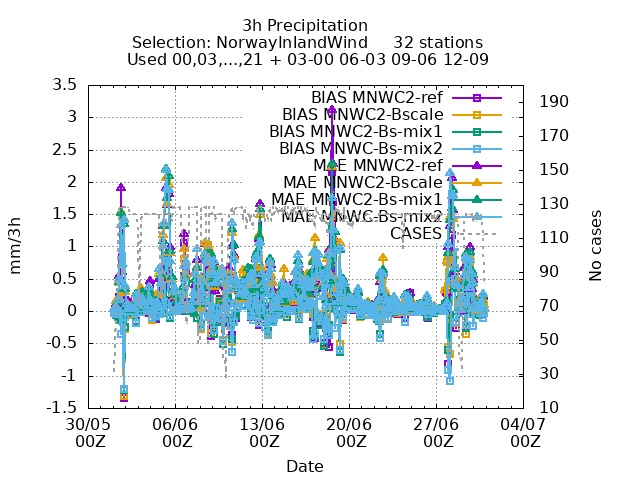 3h Precipitation
Selection: NorwayInlandWind 32 stations
Used 00,03,...,21 + 03-00 06-03 09-06 12-09
3.5
3
2.5
2
1.5
1
0.5
0
-0.5
-1
-1.5
mm/3h
190
170
150
130
110
90
70
50
30
10
No cases
BIAS MNWC2-ref
BIAS MNWC2-Bscale
BIAS MNWC2-Bs-mix1
BIAS MNWC-Bs-mix2
MAE MNWC2-ref
MAE MNWC2-Bscale
MAE MNWC2-Bs-mix1
MAE MNWC-Bs-mix2
CASES
30/05 06/06 13/06 20/06 27/06 04/07
00Z 00Z 00Z 00Z 00Z 00Z
Date